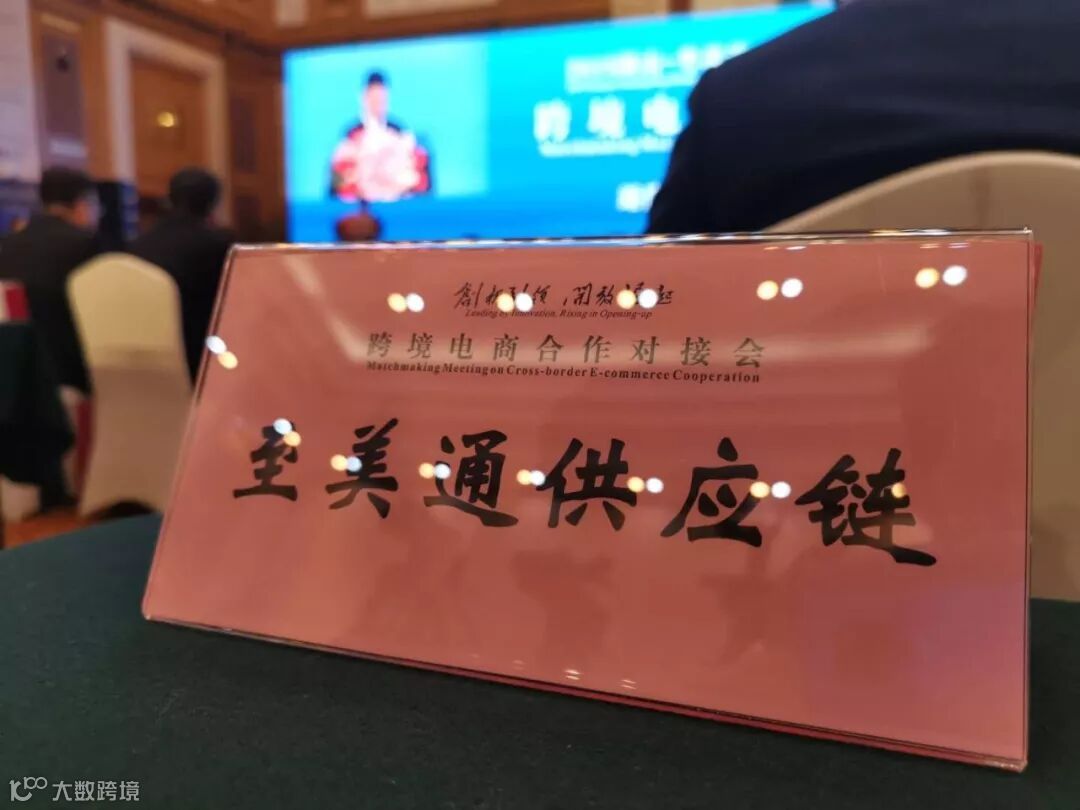 跨境电
創新引领，開放崛起
Leading by Innovation, Rising in Opening-up
跨境电商合作对接会
Matchmaking Meeting on Cross-border E-commerce Cooperation
至美通供应链
大数跨境